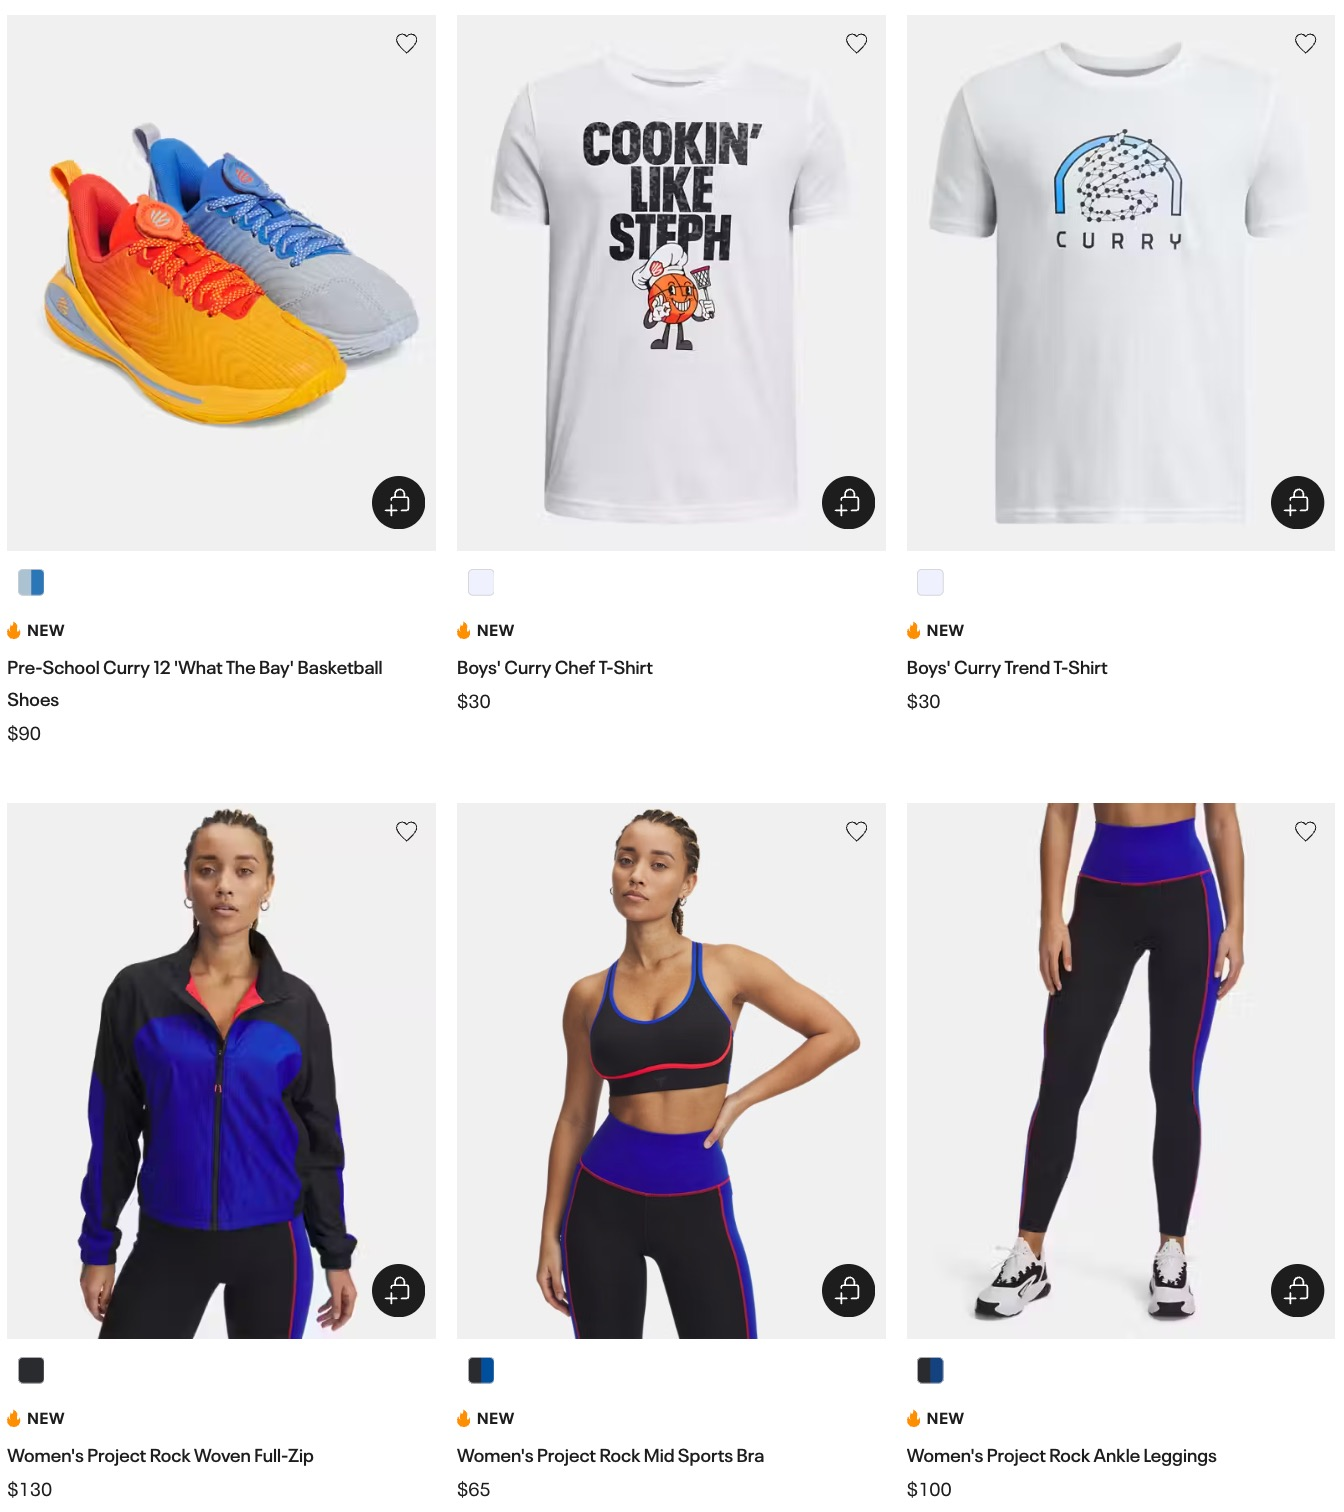 COOKIN'
LIKE
STEPH
CURRY
NEW
Pre-School Curry 12 'What The Bay' Basketball
Shoes
$90
NEW
Boys' Curry Chef T-Shirt
$30
NEW
Boys' Curry Trend T-Shirt
$30
NEW
Women's Project Rock Woven Full-Zip
$130
NEW
Women's Project Rock Mid Sports Bra
$65
NEW
Women's Project Rock Ankle Leggings
$100